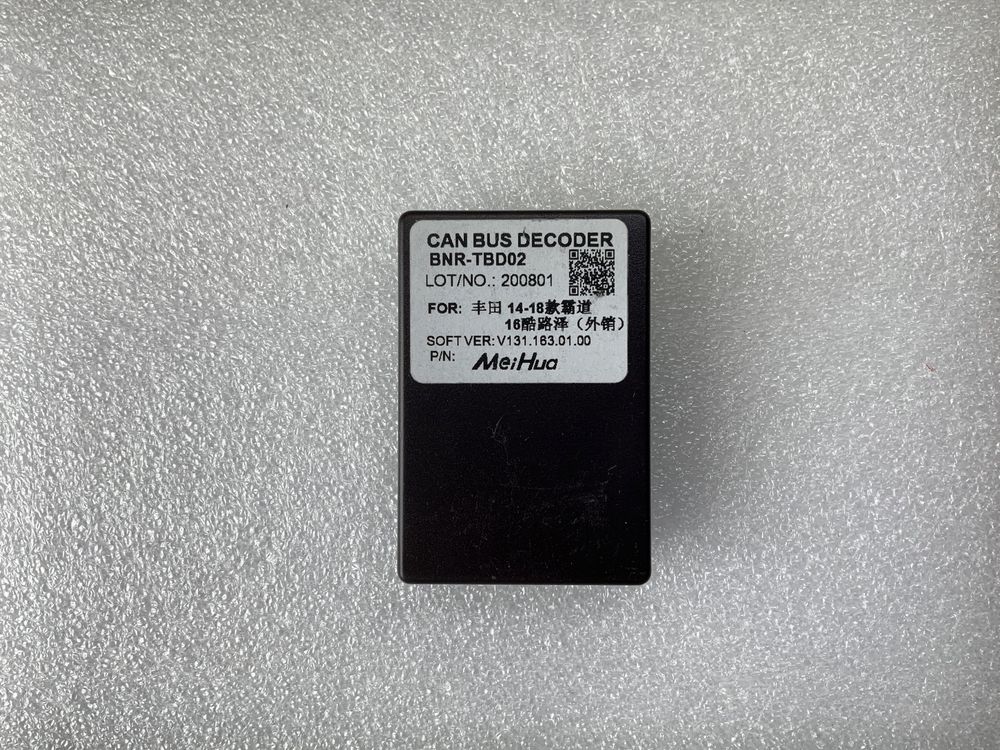 CAN BUS DECODER
BNR-TBD02
LOT/NO.: 200801
FOR: 丰田 14-18款霸道
16酷路泽（外销）
SOFT VER: V131.163.01.00
P/N:
MeiHua